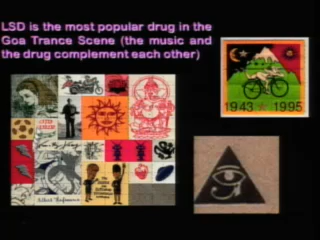 LSD is the most popular drug in the
Goa Trance Scene (the music and
the drug complement each other)
1943 1995